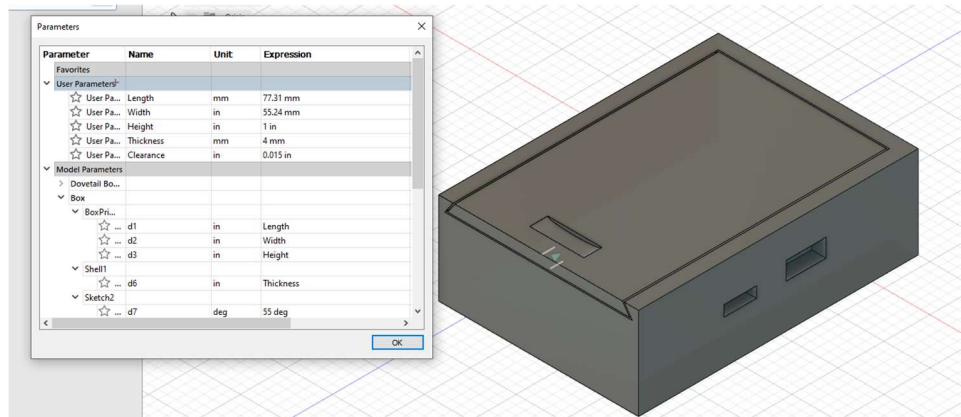 Parameters
Parameter Name Unit Expression
Favorites
User Parameters
User Pa... Length mm 77.31 mm
User Pa... Width in 55.24 mm
User Pa... Height in 1 in
User Pa... Thickness mm 4 mm
User Pa... Clearance in 0.015 in
Model Parameters
Dovetail Bo...
Box
BoxPri...
... d1 in Length
... d2 in Width
... d3 in Height
Shell1
... d6 in Thickness
Sketch2
... d7 deg 55 deg
OK